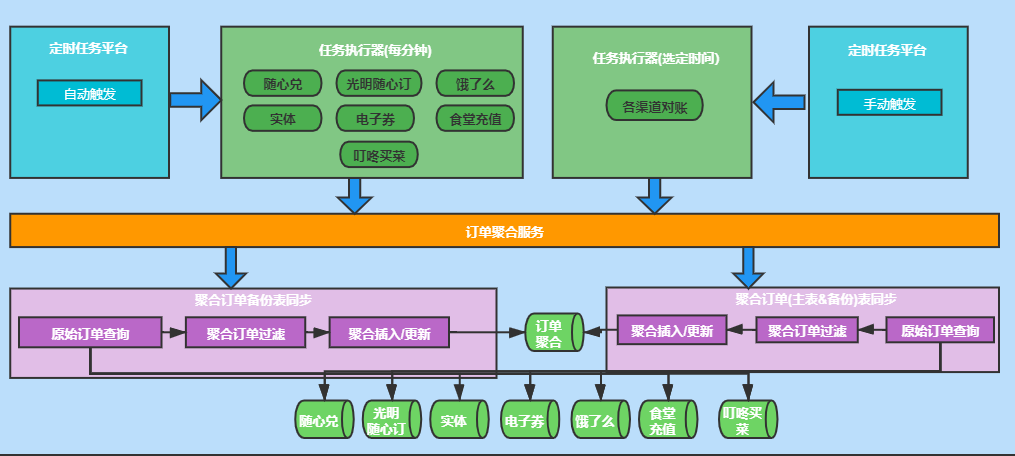 定时任务平台
自动触发
任务执行器(每分钟)
随心兑
光明随心订
饿了么
实体
电子券
食堂充值
叮咚买菜
任务执行器(选定时间)
各渠道对账
定时任务平台
手动触发
订单聚合服务
聚合订单备份表同步
原始订单查询
聚合订单过滤
聚合插入/更新
订单
聚合
聚合订单(主表&备份)表同步
聚合插入/更新
聚合订单过滤
原始订单查询
随心兑
光明
随心订
实体
电子券
饿了么
食堂
充值
叮咚买
菜